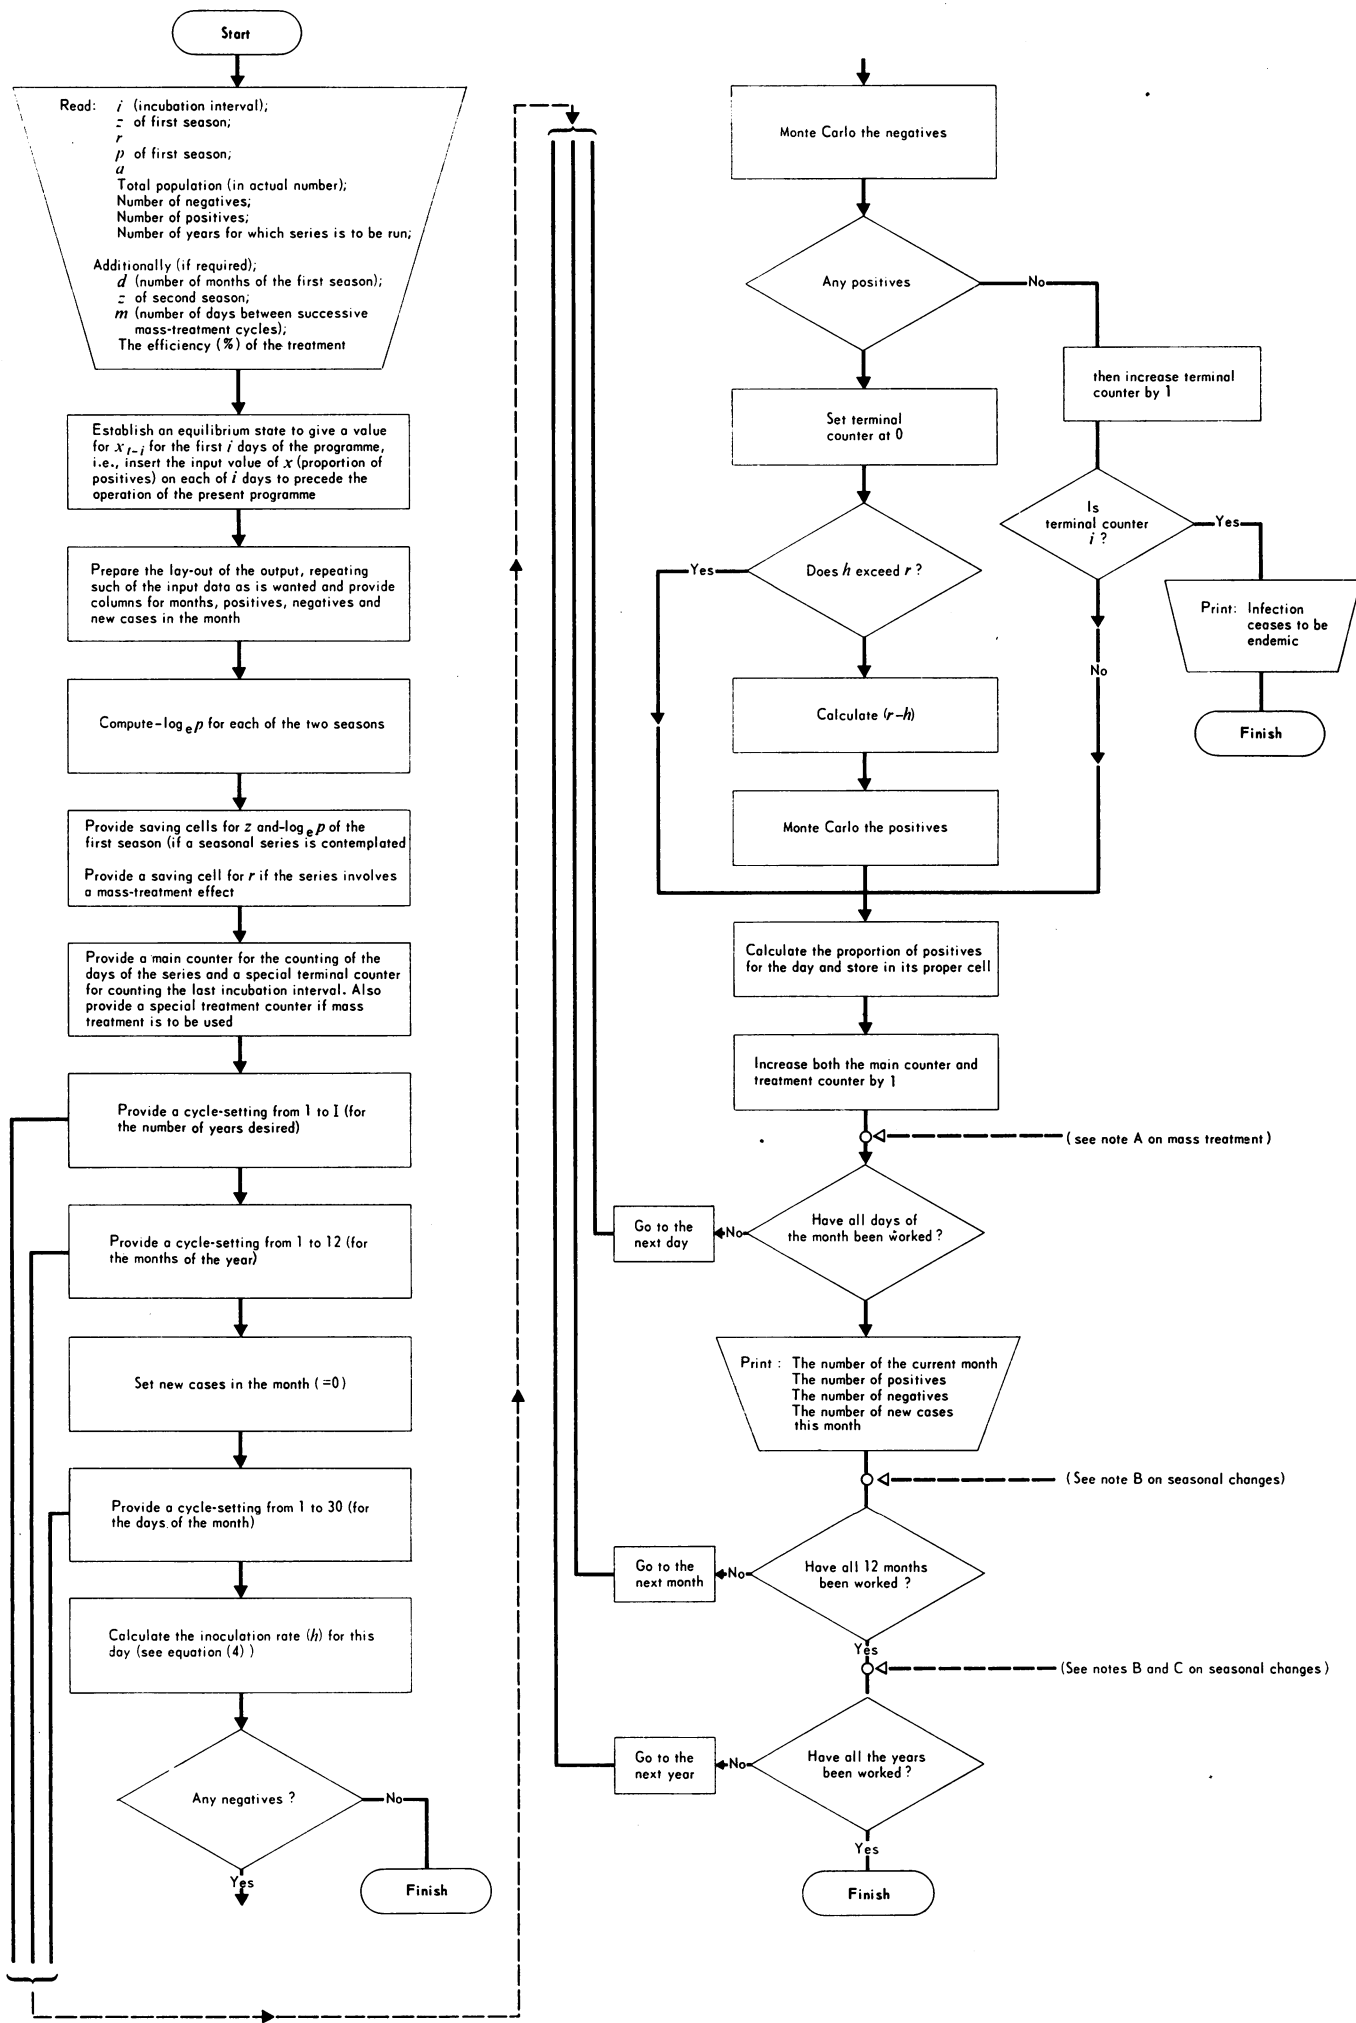 Start
Read: i (incubation interval);
z of first season;
r
p of first season;
a
Total population (in actual number);
Number of negatives;
Number of positives;
Number of years for which series is to be run;
Additionally (if required);
d (number of months of the first season);
z of second season;
m (number of days between successive
mass-treatment cycles);
The efficiency (%) of the treatment
Establish an equilibrium state to give a value
for x t-i for the first i days of the programme,
i.e., insert the input value of x (proportion of
positives) on each of i days to precede the
operation of the present programme
Prepare the lay-out of the output, repeating
such of the input data as is wanted and provide
columns for months, positives, negatives and
new cases in the month
Compute-log e p for each of the two seasons
Provide saving cells for z and-log e p of the
first season (if a seasonal series is contemplated
Provide a saving cell for r if the series involves
a mass-treatment effect
Provide a main counter for the counting of the
days of the series and a special terminal counter
for counting the last incubation interval. Also
provide a special treatment counter if mass
treatment is to be used
Provide a cycle-setting from 1 to I (for
the number of years desired)
Provide a cycle-setting from 1 to 12 (for
the months of the year)
Set new cases in the month (=0)
Provide a cycle-setting from 1 to 30 (for
the days of the month)
Calculate the inoculation rate (h) for this
day (see equation (4) )
Any negatives ?
No
Yes
Finish
Monte Carlo the negatives
Any positives
No
then increase terminal
counter by 1
Set terminal
counter at 0
Is
terminal counter
i ?
Yes
Does h exceed r ?
Yes
Print: Infection
ceases to be
endemic
No
Calculate (r-h)
Finish
Monte Carlo the positives
Calculate the proportion of positives
for the day and store in its proper cell
Increase both the main counter and
treatment counter by 1
(see note A on mass treatment)
Have all days of
the month been worked ?
No
Go to the
next day
Print : The number of the current month
The number of positives
The number of negatives
The number of new cases
this month
(See note B on seasonal changes)
Have all 12 months
been worked ?
No
Go to the
next month
Yes
(See notes B and C on seasonal changes)
Have all the years
been worked ?
No
Go to the
next year
Yes
Finish